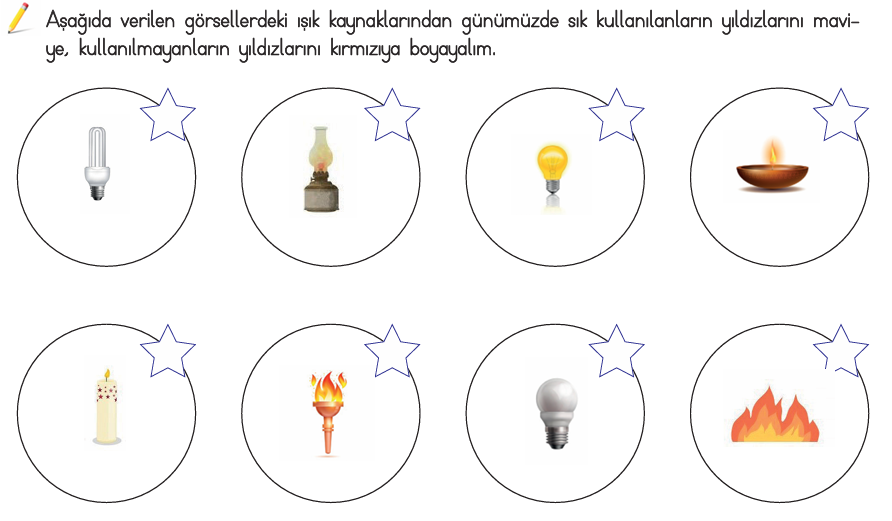 Aşağıda verilen görsellerdeki ışık kaynaklarından günümüzde sık kullanılanların yıldızlarını mavi-
ye, kullanılmayanların yıldızlarını kırmızıya boyayalım.